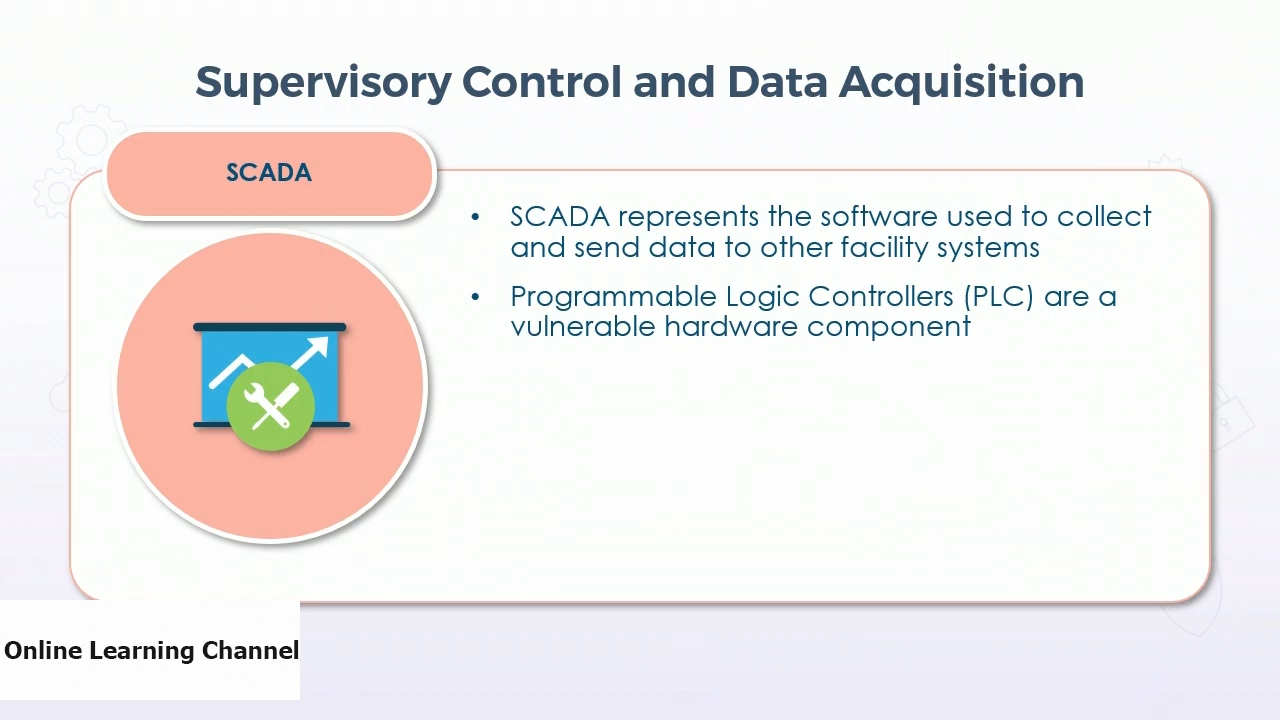 Supervisory Control and Data Acquisition
SCADA
• SCADA represents the software used to collect
and send data to other facility systems
• Programmable Logic Controllers (PLC) are a
vulnerable hardware component
Online Learning Channel